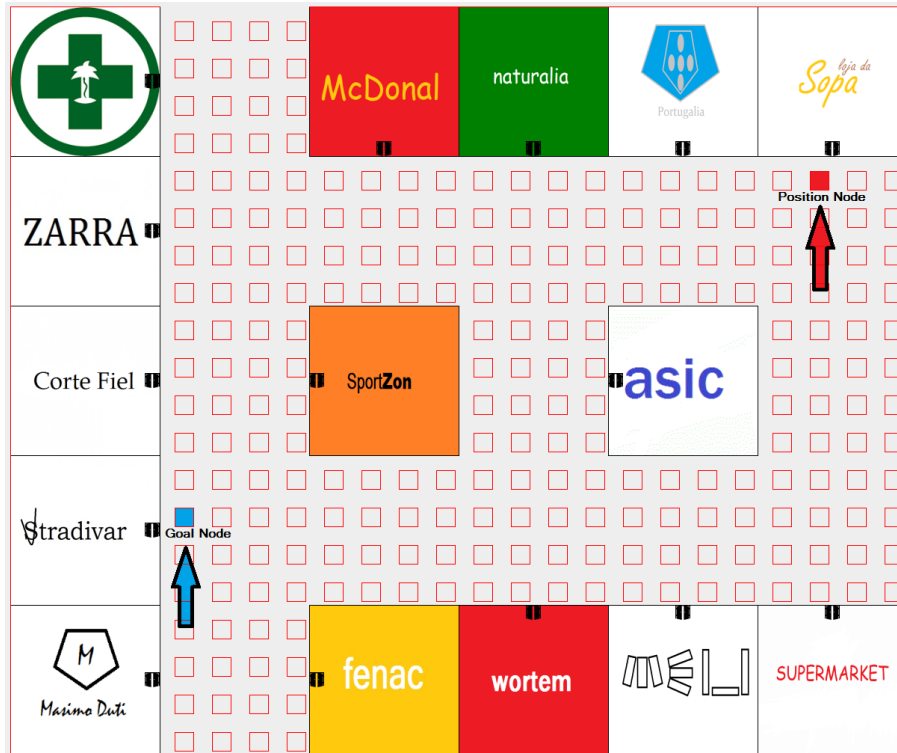 McDonal
naturalia
Portugalia
loja da
Sopa
Position Node
ZARRA
Corte Fiel
SportZon
asic
Stradivar
Goal Node
M
Masimo Duti
fenac
wortem
MEU
SUPERMARKET